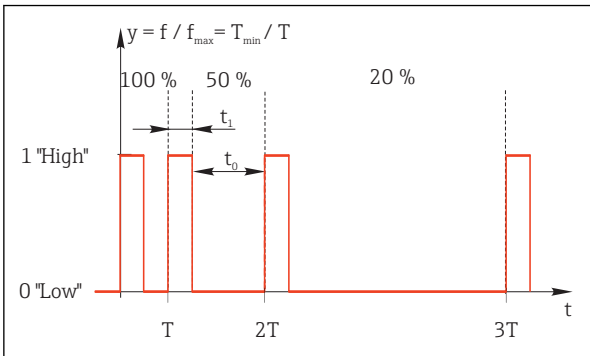 y = f / fmax = Tmin / T
100 % 50 % 20 %
t1
1 "High"
t0
0 "Low"
t
T 2T 3T